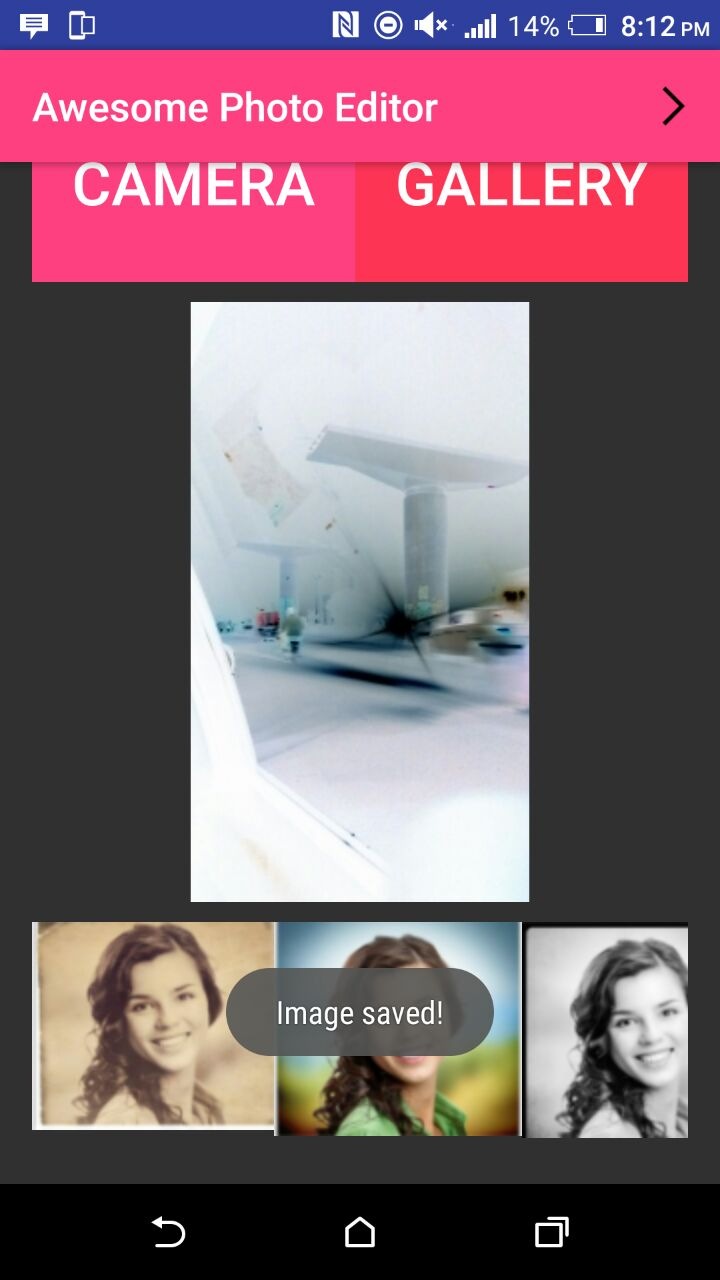 14% 8:12 PM
Awesome Photo Editor
CAMERA GALLERY
Image saved!